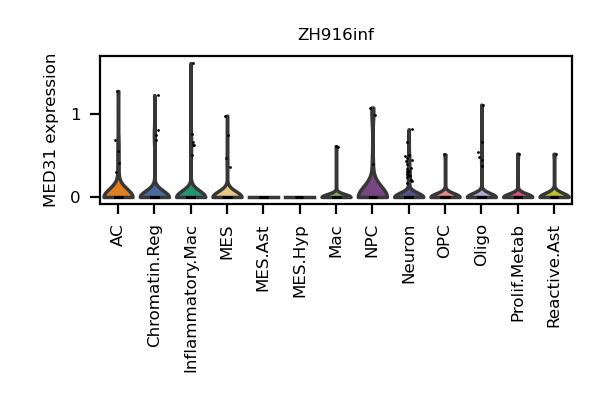 ZH916inf
MED31 expression
1
0
AC
Chromatin.Reg
Inflammatory.Mac
MES
MES.Ast
MES.Hyp
Mac
NPC
Neuron
OPC
Oligo
Prolif.Metab
Reactive.Ast